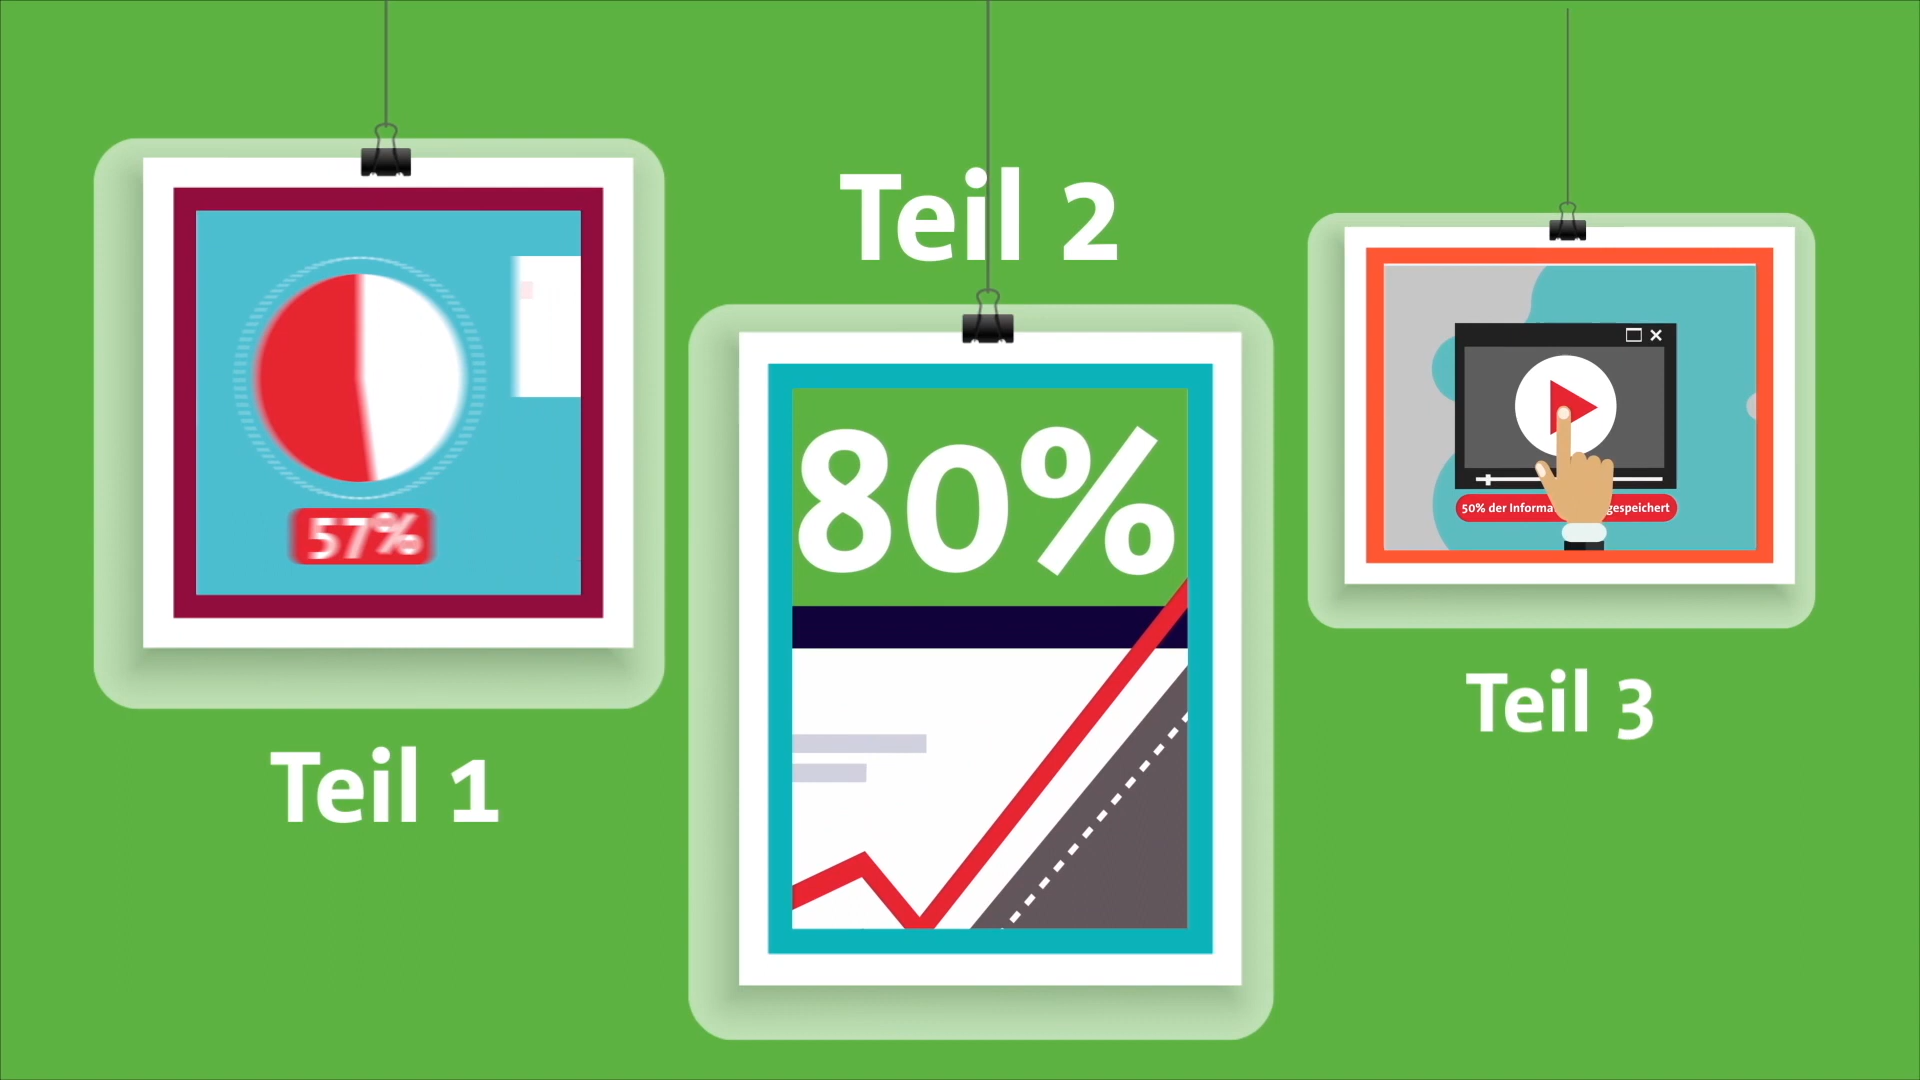 57%
Teil 1
Teil 2
80%
50% der Informa gespeichert
Teil 3